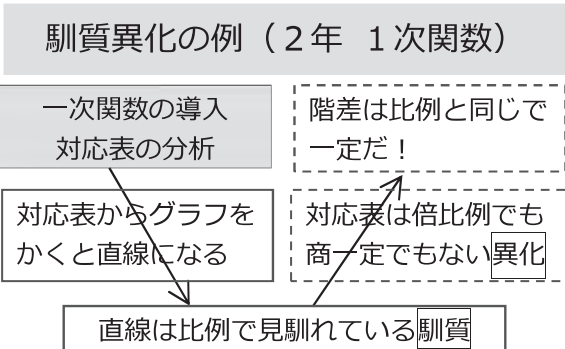 馴質異化の例（２年　１次関数）
一次関数の導入
対応表の分析
階差は比例と同じで
一定だ！
対応表からグラフを
かくと直線になる
対応表は倍比例でも
商一定でもない異化
直線は比例で見馴れている馴質